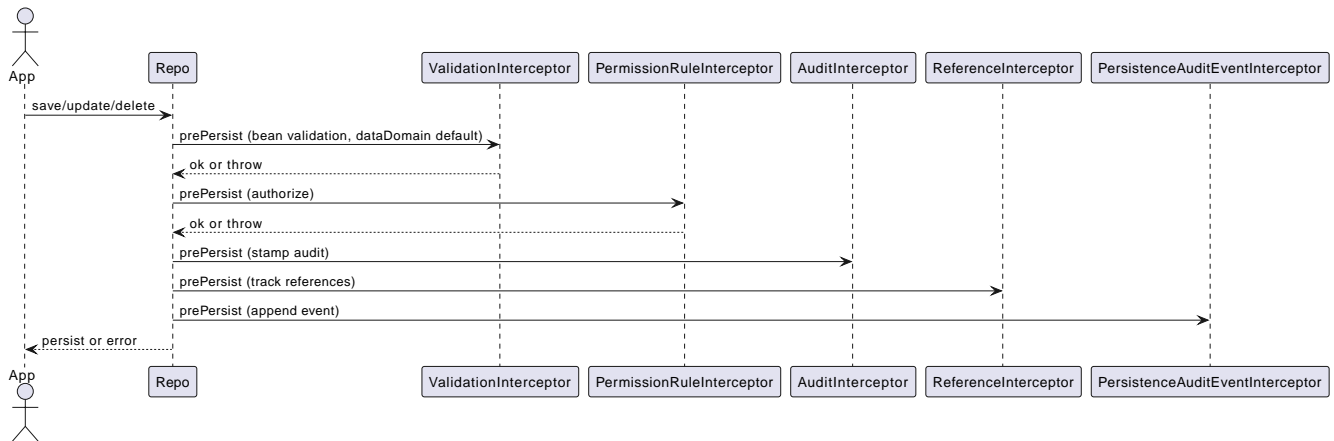 App
Repo
ValidationInterceptor
PermissionRuleInterceptor
AuditInterceptor
ReferenceInterceptor
PersistenceAuditEventInterceptor
save/update/delete
prePersist (bean validation, dataDomain default)
ok or throw
prePersist (authorize)
ok or throw
prePersist (stamp audit)
prePersist (track references)
prePersist (append event)
persist or error
App
Repo
ValidationInterceptor
PermissionRuleInterceptor
AuditInterceptor
ReferenceInterceptor
PersistenceAuditEventInterceptor